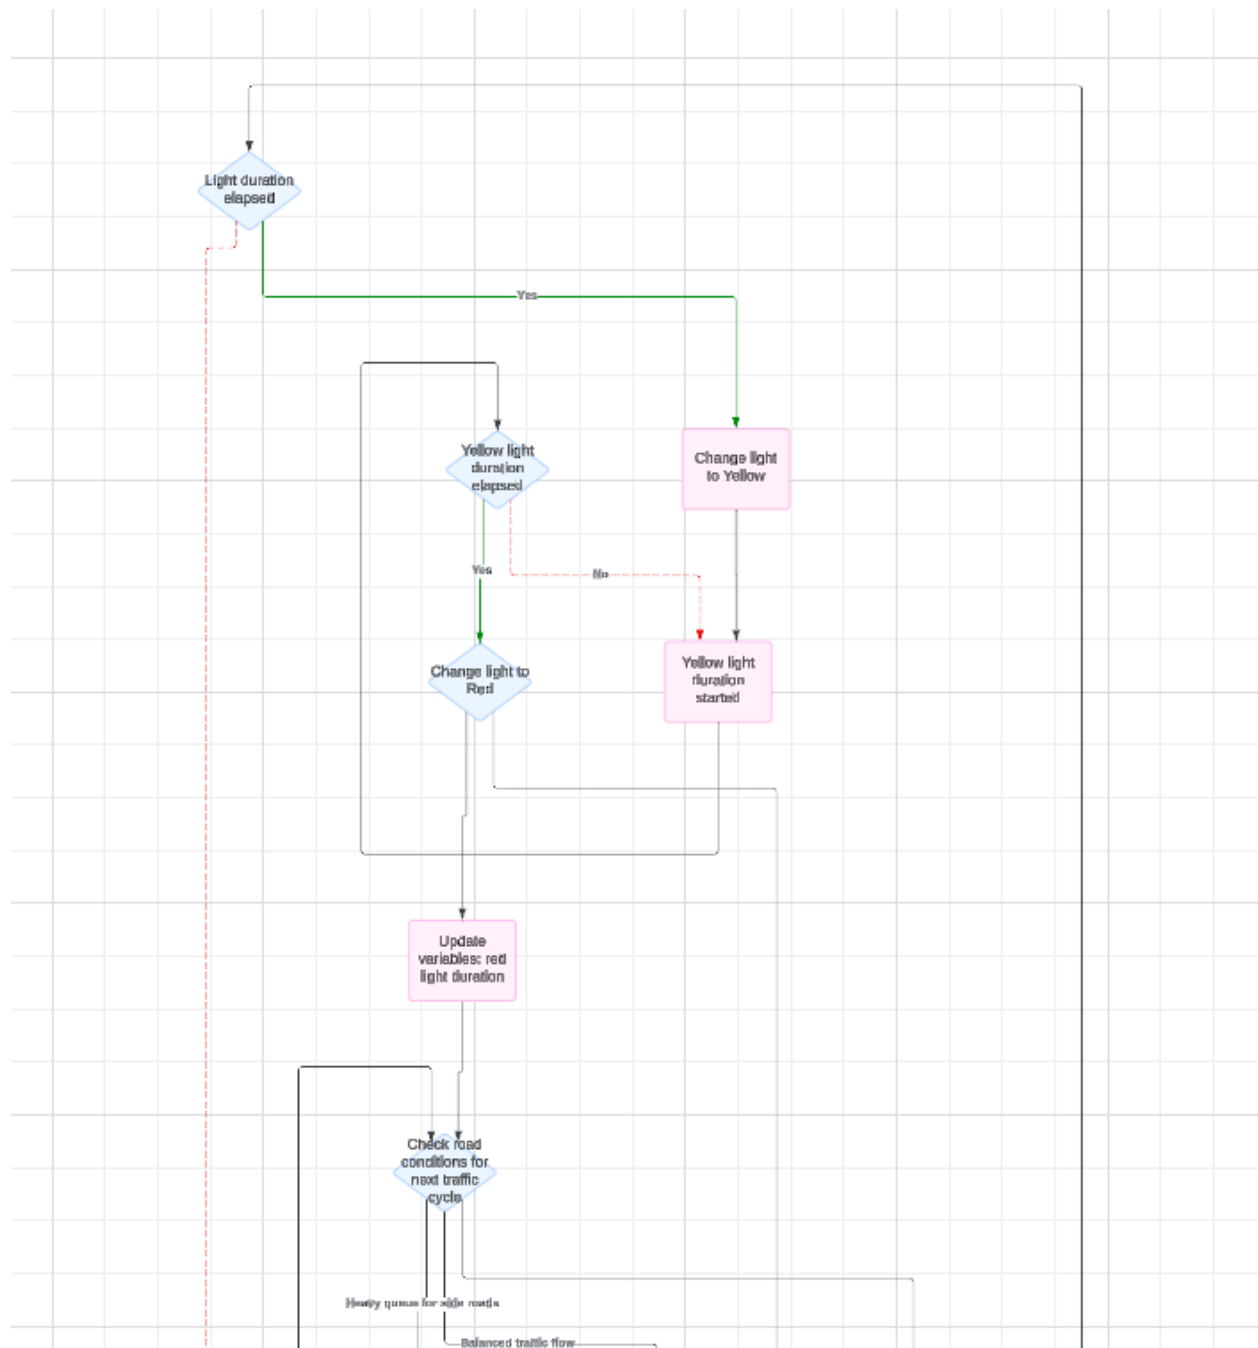 Light duration
elapsed
Yes
Yellow light
duration
elapsed
Change light
to Yellow
Yes
No
Change light to
Red
Yellow light
duration
started
Update
variables: red
light duration
Check road
conditions for
next traffic
cycle
Heavy queue for side roads
Balanced traffic flow